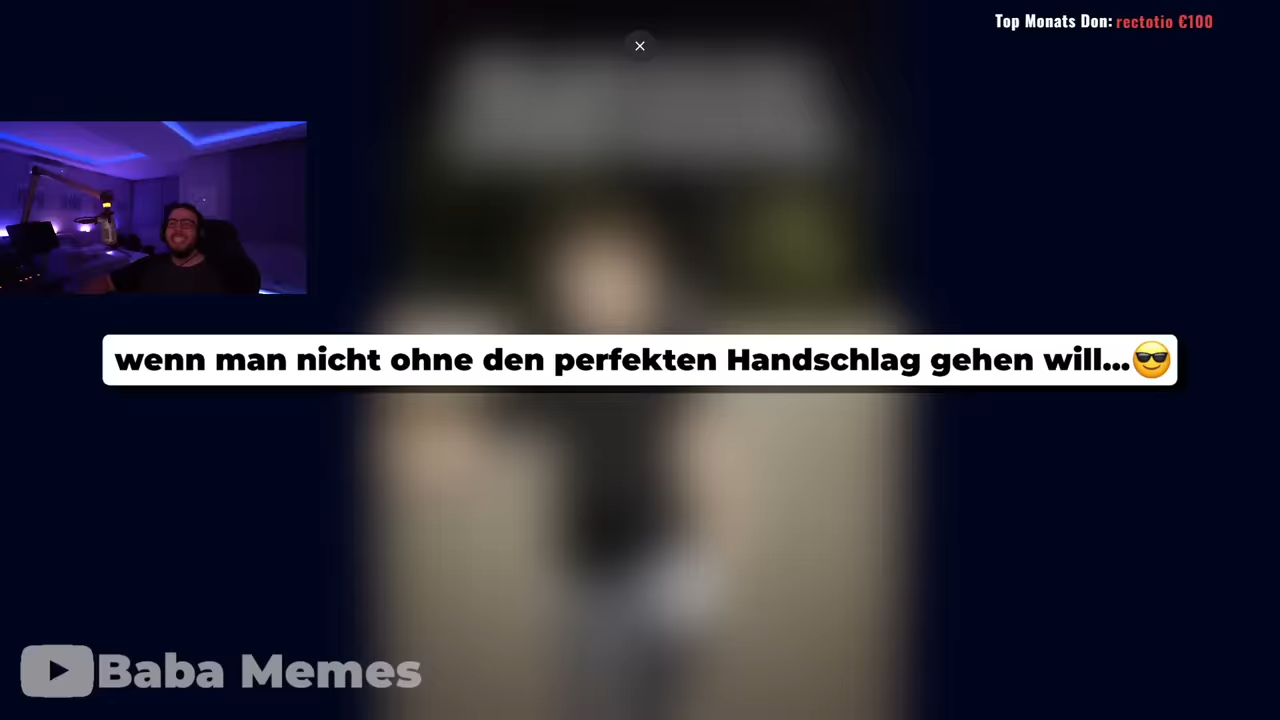 Top Monats Don: rectotio €100
wenn man nicht ohne den perfekten Handschlag gehen will...😎
Baba Memes